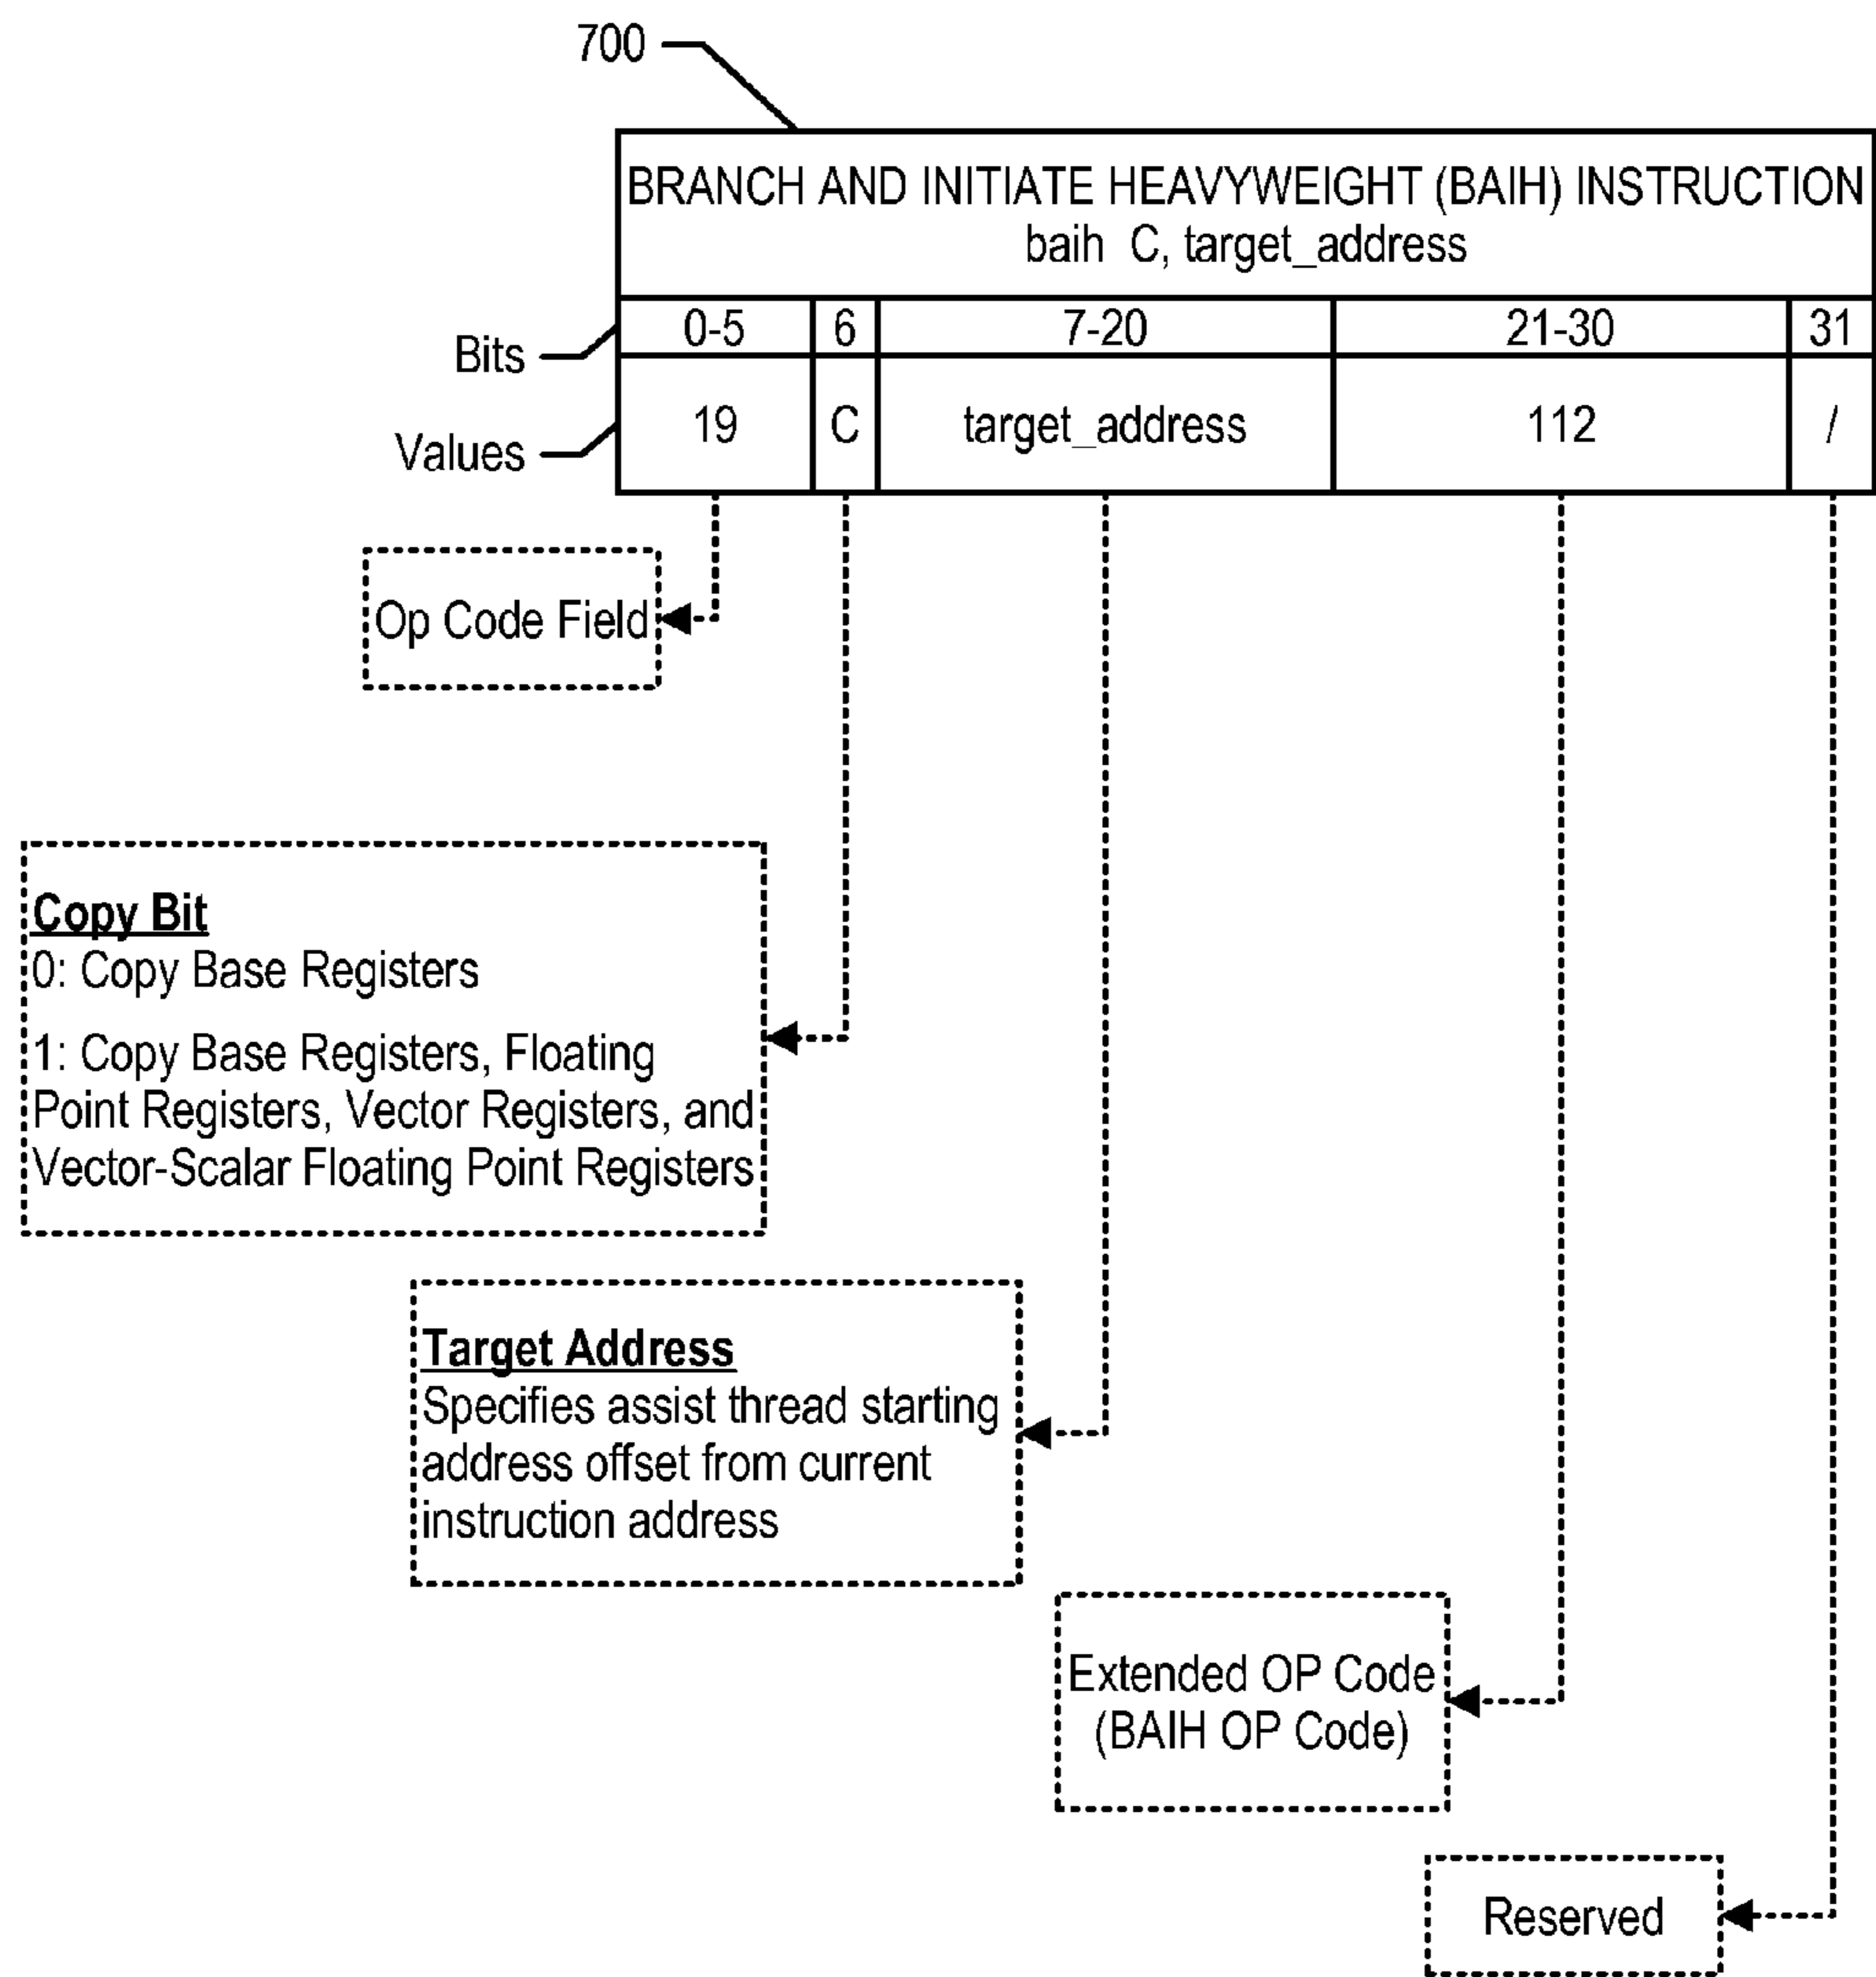 700
BRANCH AND INITIATE HEAVYWEIGHT (BAIH) INSTRUCTION
baih C, target_address
Bits
0-5 6 7-20 21-30 31
Values
19 C target_address 112 /
Op Code Field
Copy Bit
0: Copy Base Registers
1: Copy Base Registers, Floating
Point Registers, Vector Registers, and
Vector-Scalar Floating Point Registers
Target Address
Specifies assist thread starting
address offset from current
instruction address
Extended OP Code
(BAIH OP Code)
Reserved